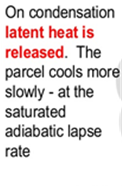 On condensation
latent heat is
released. The
parcel cools more
slowly - at the
saturated
adiabatic lapse
rate